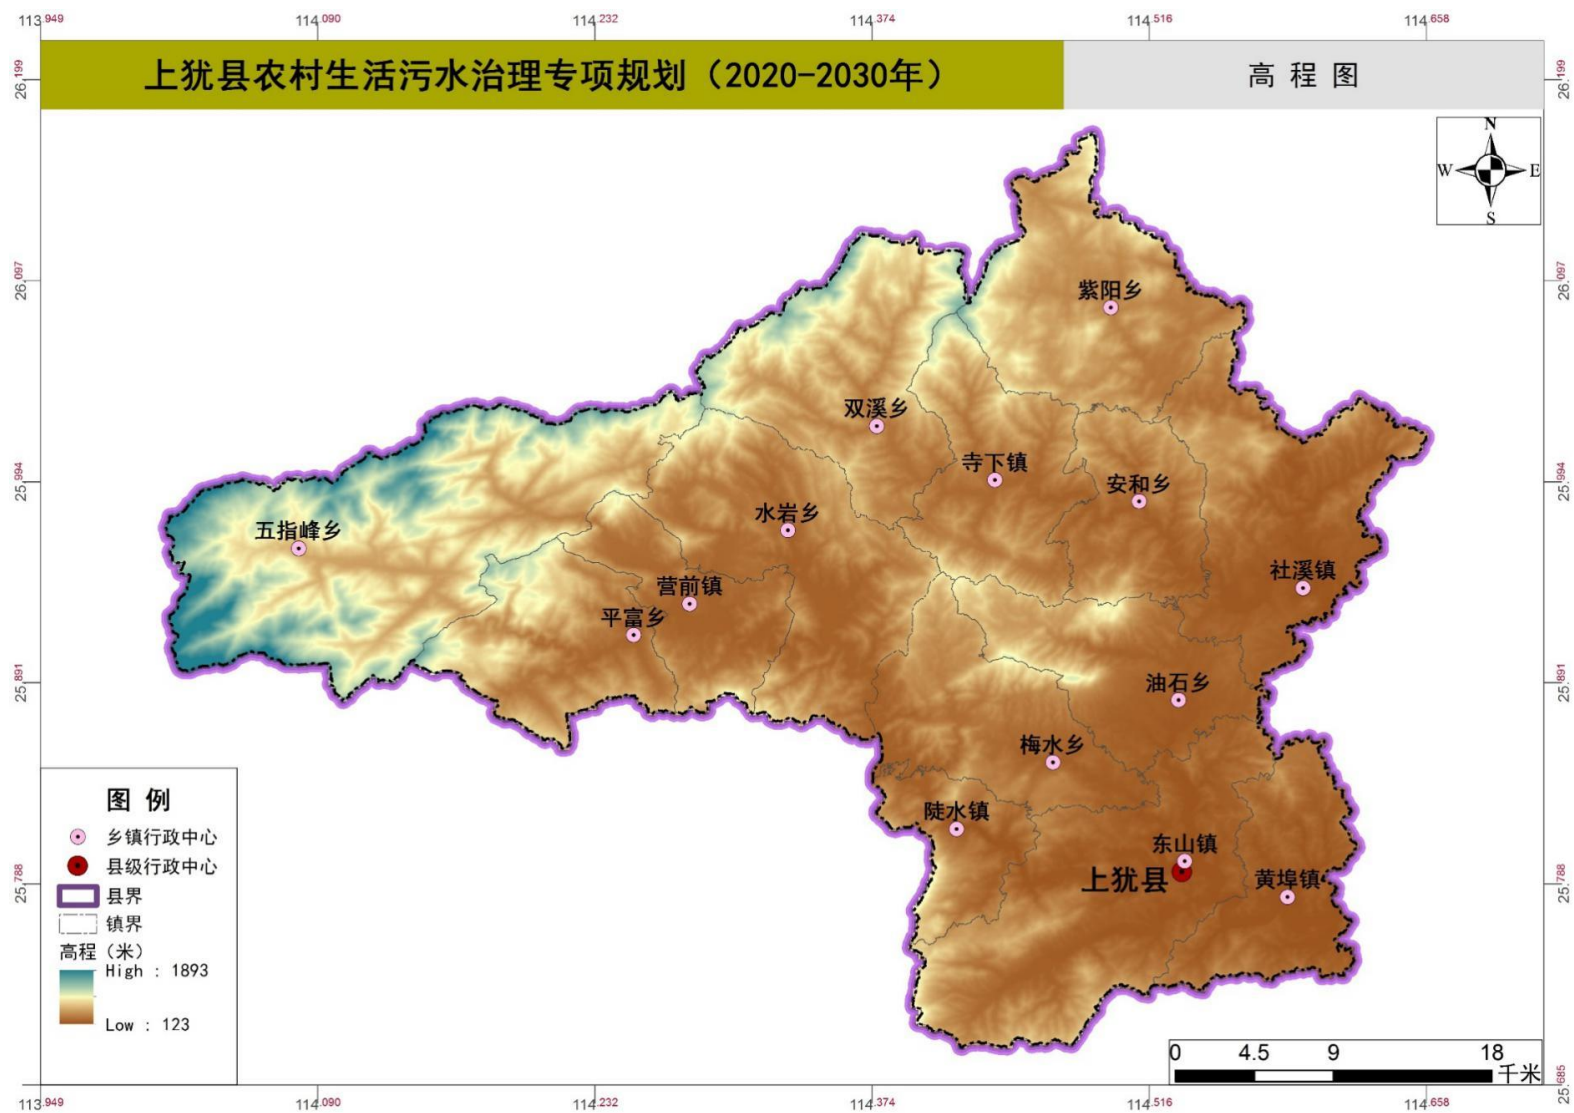 113.949 114.090 114.232 114.374 114.516 114.658
上犹县农村生活污水治理专项规划（2020-2030年） 高 程 图
26.199 26.199
N
W E
S
26.097 26.097
紫阳乡
双溪乡
寺下镇
25.994 25.994
安和乡
水岩乡
五指峰乡
社溪镇
营前镇
平富乡
25.891 25.891
油石乡
梅水乡
陡水镇
东山镇
上犹县
黄埠镇
25.788 25.788
图 例
乡镇行政中心
县级行政中心
县界
镇界
高程（米）
High : 1893
Low : 123
0 4.5 9 18
千米
25.685
113.949 114.090 114.232 114.374 114.516 114.658